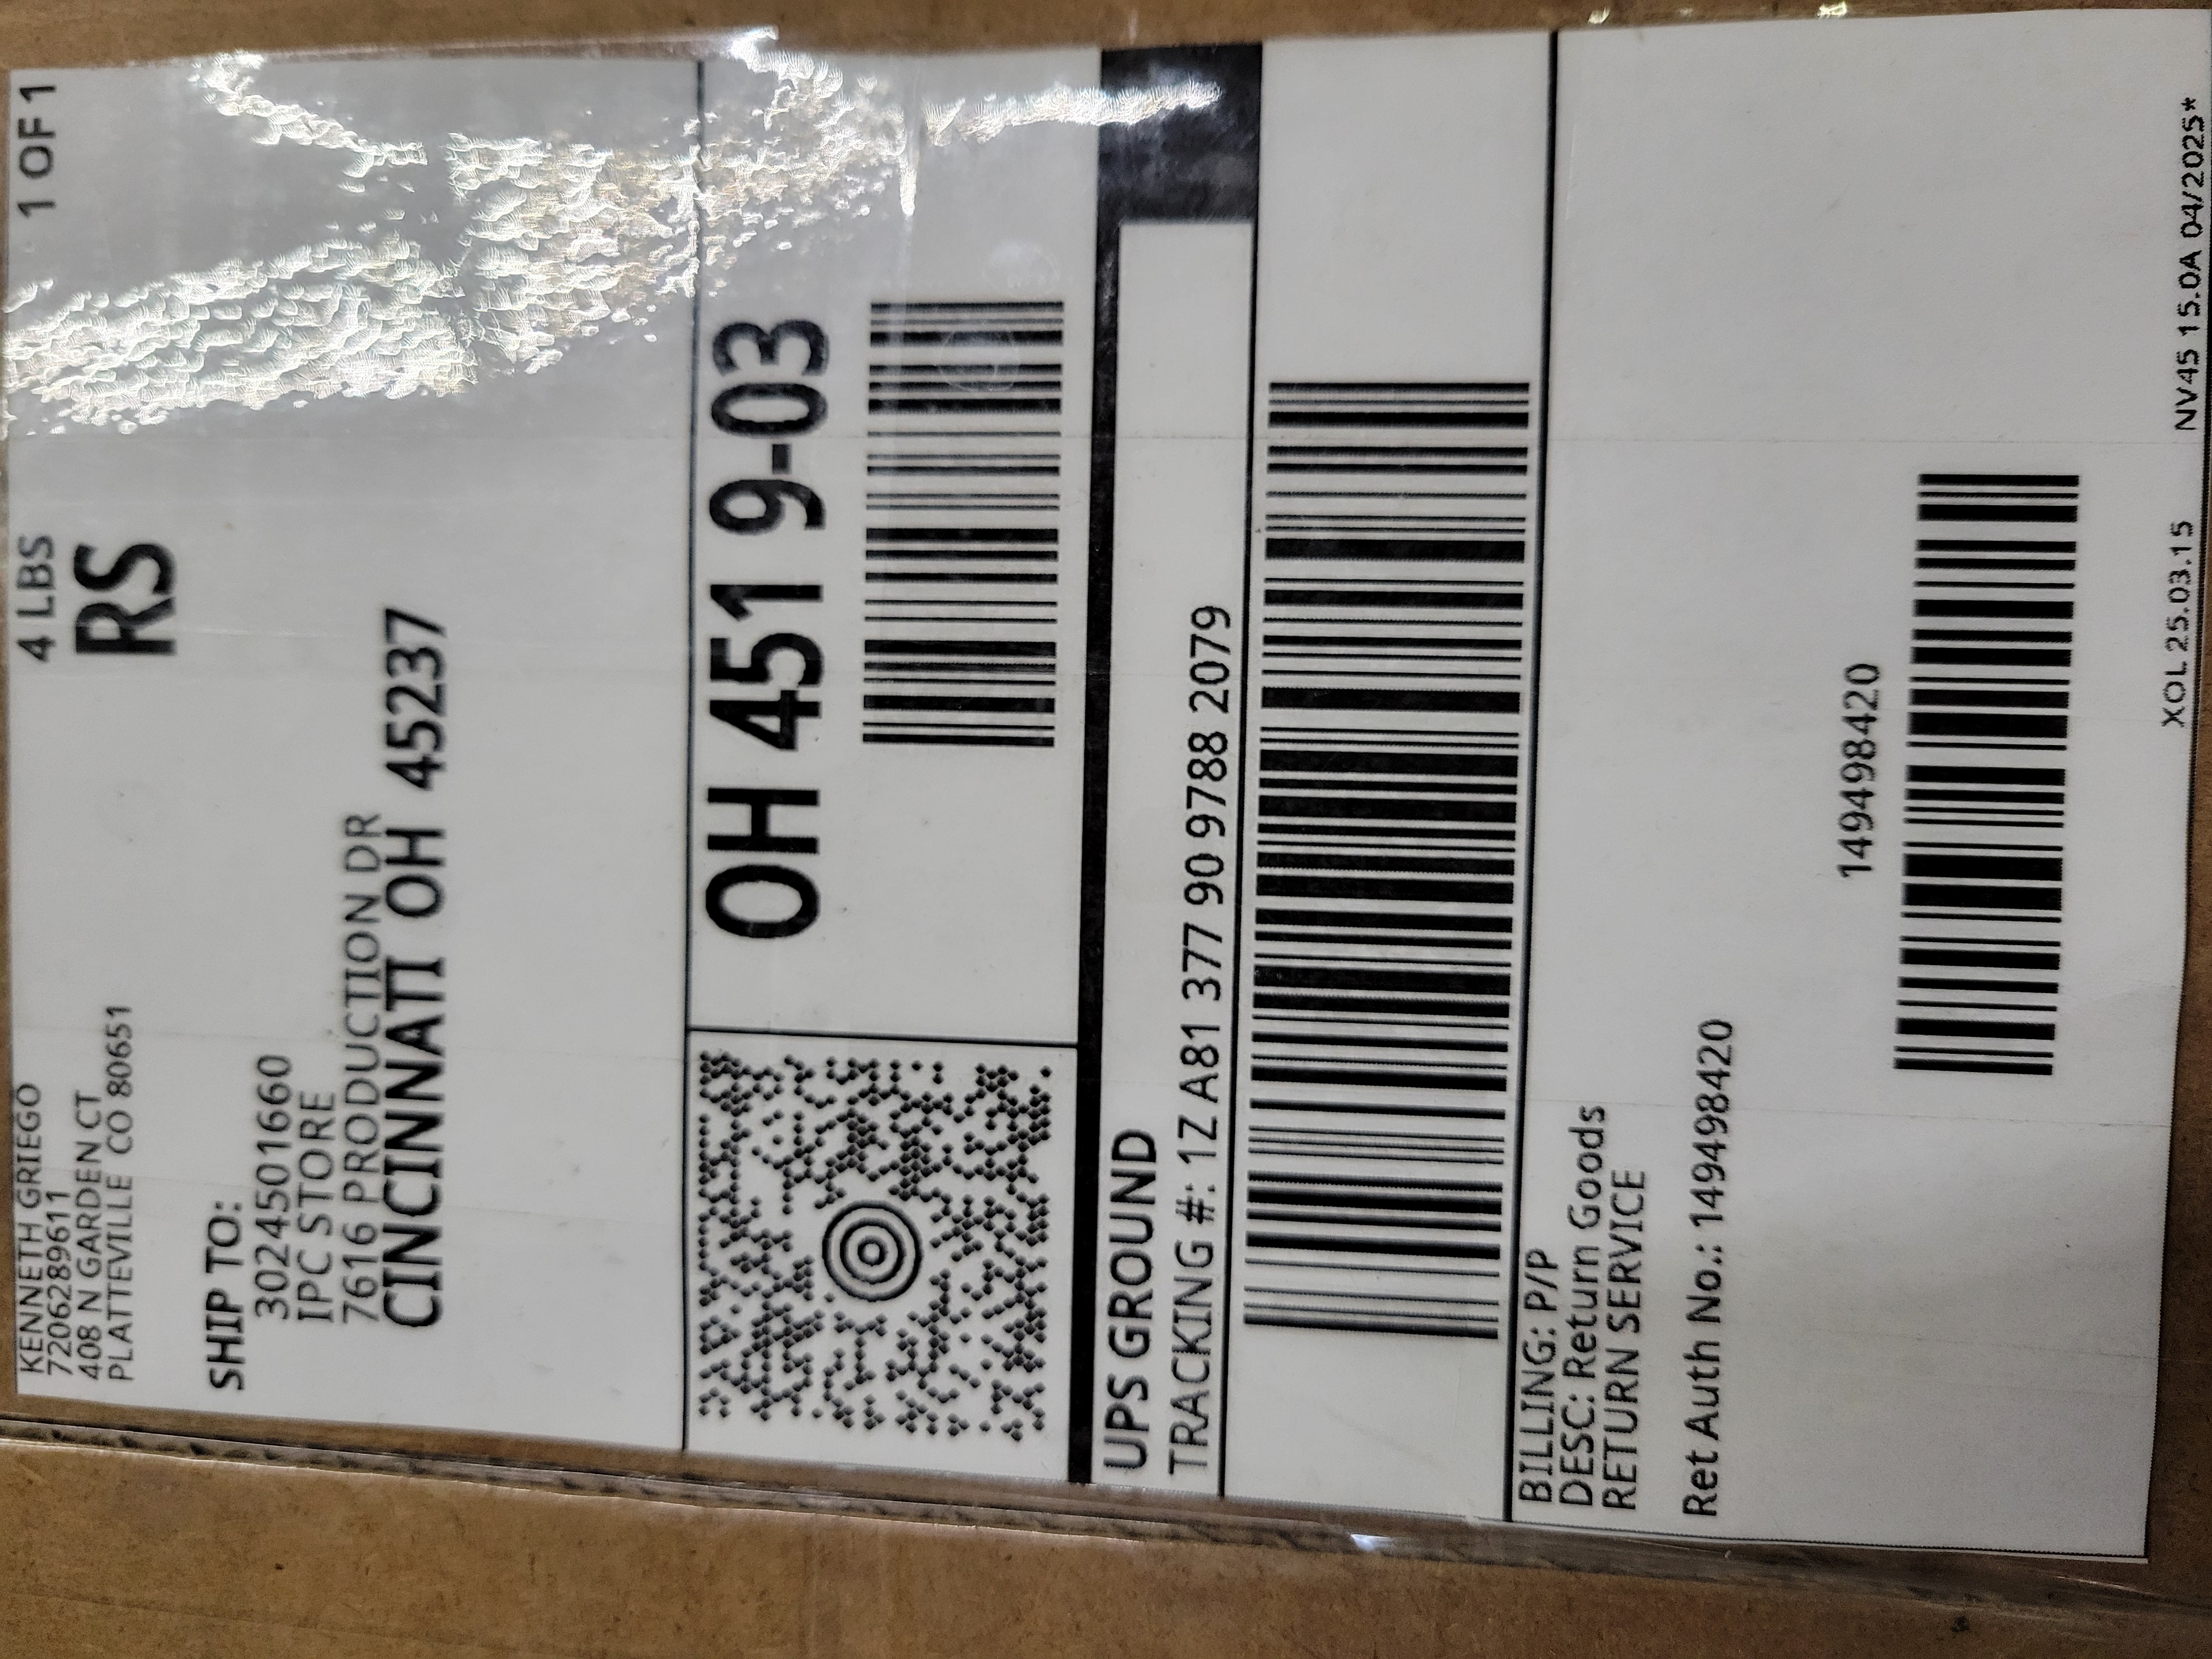 KENNETH GRIEGO
7206289611
408 N GARDEN CT
PLATTEVILLE CO 80651
4 LBS
1 OF 1
RS
SHIP TO:
3024501660
IPC STORE
7616 PRODUCTION DR
CINCINNATI OH 45237
OH 451 9-03
UPS GROUND
TRACKING #: 1Z A81 377 90 9788 2079
BILLING: P/P
DESC: Return Goods
RETURN SERVICE
Ret Auth No.: 149498420
149498420
XOL 25.03.15 NV45 15.0A 04/2025*